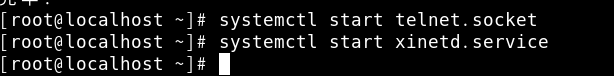 [root@localhost ~]# systemctl start telnet.socket
[root@localhost ~]# systemctl start xinetd.service
[root@localhost ~]#